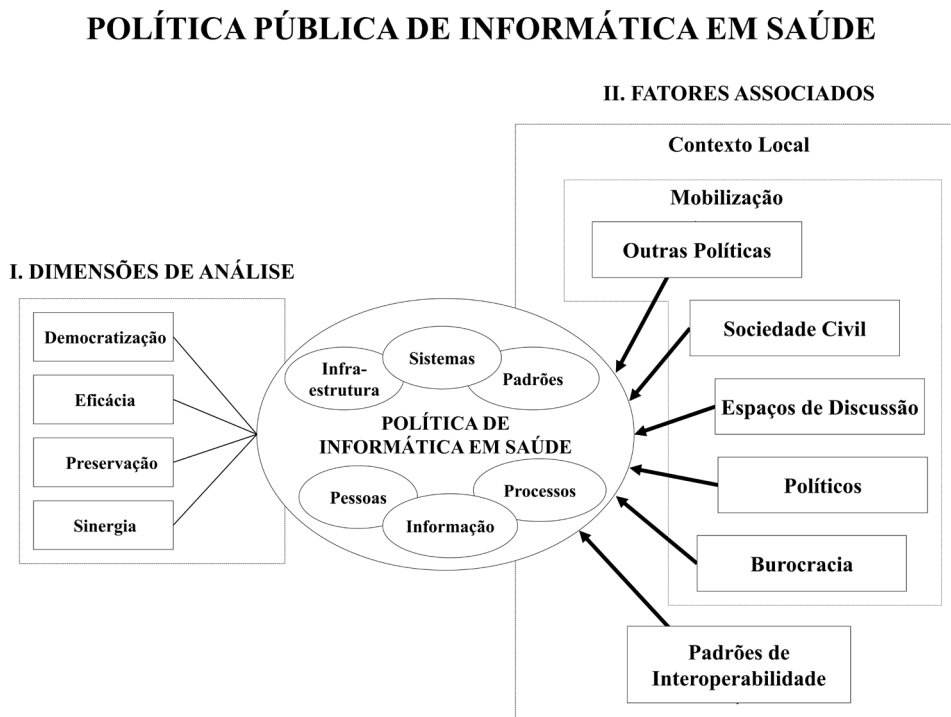 POLÍTICA PÚBLICA DE INFORMÁTICA EM SAÚDE
II. FATORES ASSOCIADOS
Contexto Local
Mobilização
Outras Políticas
Sociedade Civil
Espaços de Discussão
Políticos
Burocracia
Padrões de
Interoperabilidade
I. DIMENSÕES DE ANÁLISE
Democratização
Eficácia
Preservação
Sinergia
Infra-
estrutura
Sistemas
Padrões
POLÍTICA DE
INFORMÁTICA EM SAÚDE
Pessoas
Informação
Processos